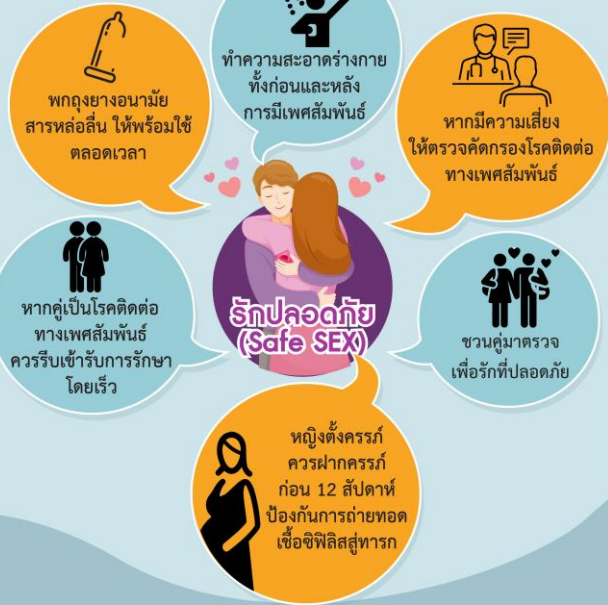 ทำความสะอาดร่างกาย
ทั้งก่อนและหลัง
การมีเพศสัมพันธ์
พกถุงยางอนามัย
สารหล่อลื่น ให้พร้อมใช้
ตลอดเวลา
หากมีความเสี่ยง
ให้ตรวจคัดกรองโรคติดต่อ
ทางเพศสัมพันธ์
รักปลอดภัย
(Safe SEX)
หากคู่เป็นโรคติดต่อ
ทางเพศสัมพันธ์
ควรรีบเข้ารับการรักษา
โดยเร็ว
ชวนคู่มาตรวจ
เพื่อรักที่ปลอดภัย
หญิงตั้งครรภ์
ควรฝากครรภ์
ก่อน 12 สัปดาห์
ป้องกันการถ่ายทอด
เชื้อซิฟิลิสสู่ทารก